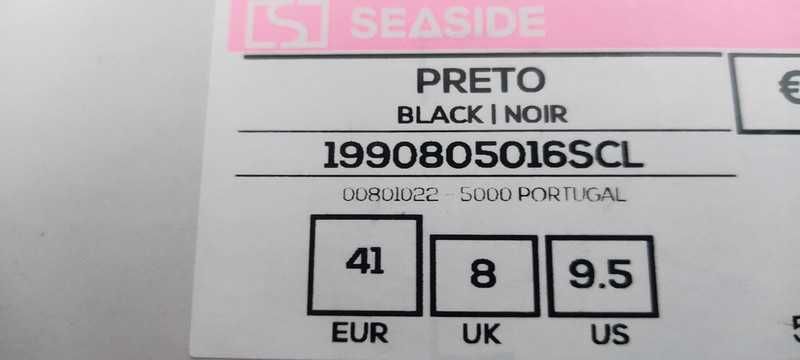 SEASIDE
PRETO
€
BLACK | NOIR
1990805016SCL
00801022 - 5000 PORTUGAL
41 8 9.5
EUR UK US